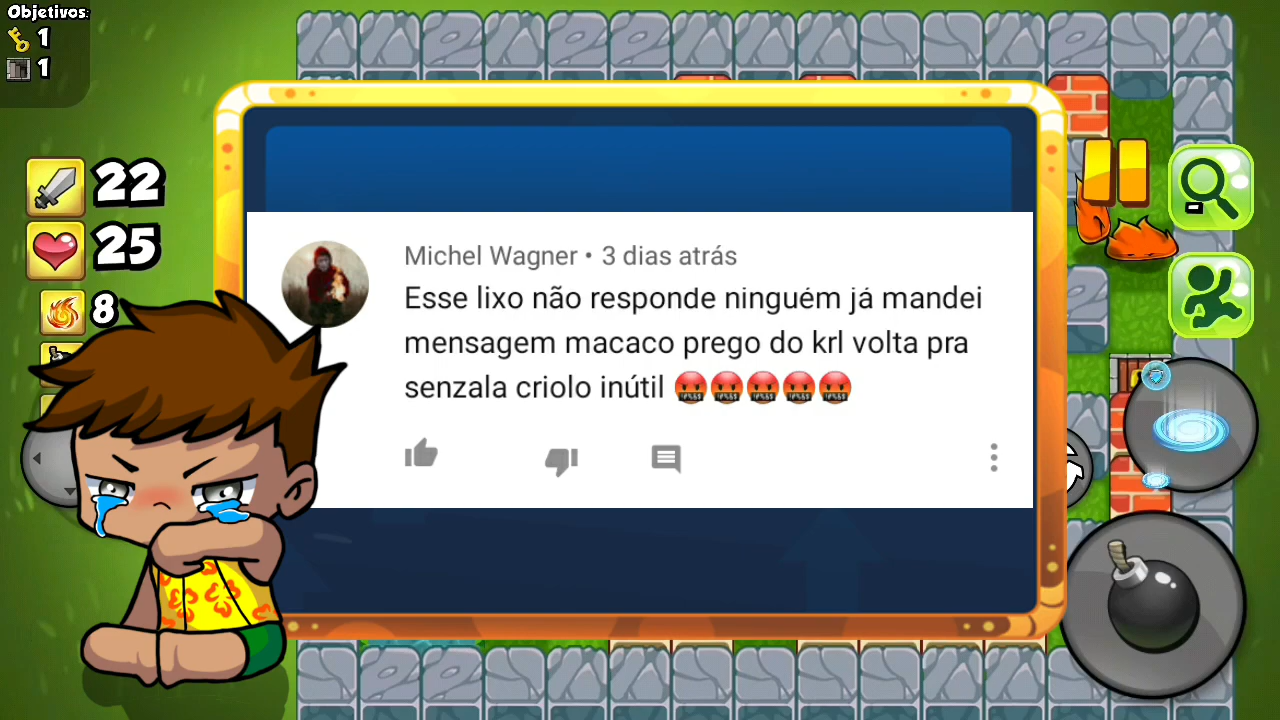 Objetivos:
1
1
22
25
8
Michel Wagner • 3 dias atrás
Esse lixo não responde ninguém já mandei
mensagem macaco prego do krl volta pra
senzala criolo inútil 🤬🤬🤬🤬🤬